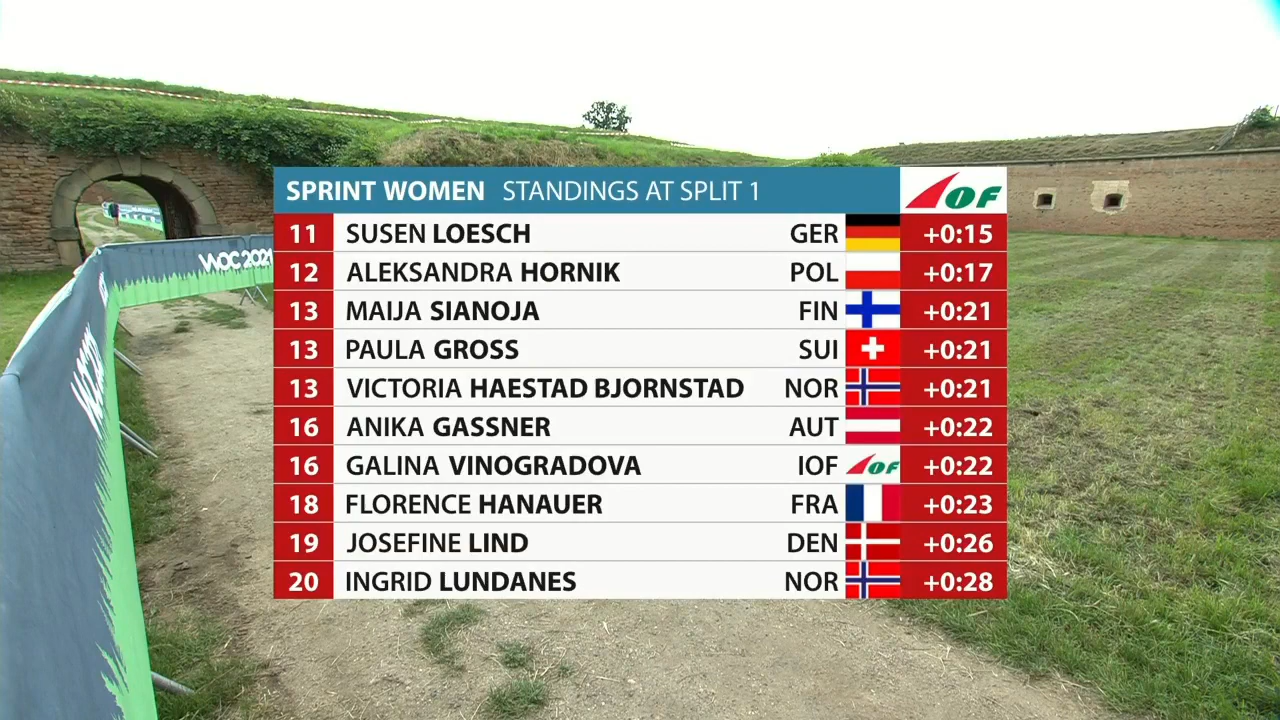 SPRINT WOMEN STANDINGS AT SPLIT 1 IOF
11 SUSEN LOESCH GER +0:15
12 ALEKSANDRA HORNIK POL +0:17
13 MAIJA SIANOJA FIN +0:21
13 PAULA GROSS SUI +0:21
13 VICTORIA HAESTAD BJORNSTAD NOR +0:21
16 ANIKA GASSNER AUT +0:22
16 GALINA VINOGRADOVA IOF IOF +0:22
18 FLORENCE HANAUER FRA +0:23
19 JOSEFINE LIND DEN +0:26
20 INGRID LUNDANES NOR +0:28
WOC 2021
WOC 2021